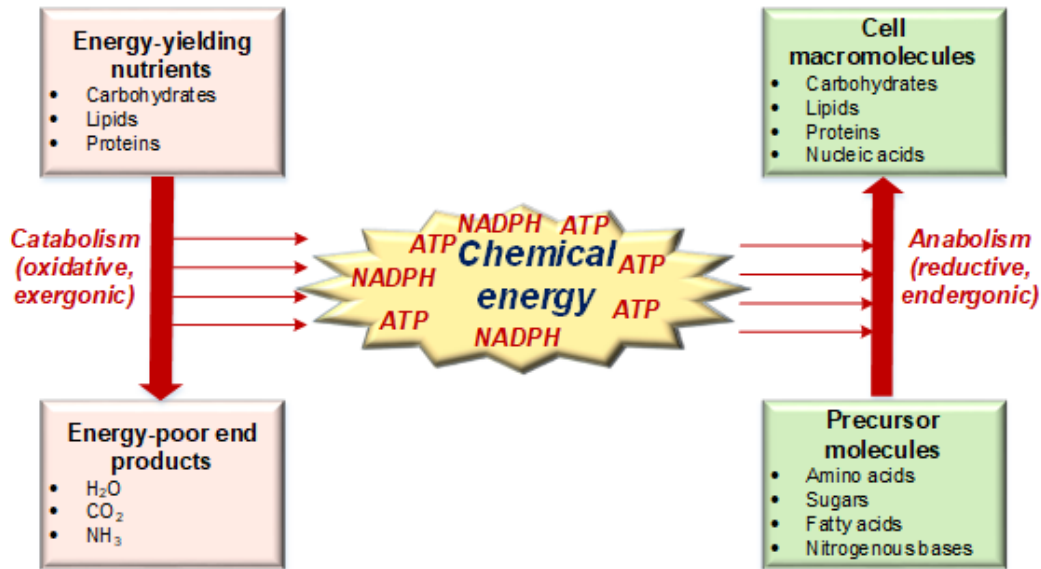 Energy-yielding
nutrients
• Carbohydrates
• Lipids
• Proteins
Cell
macromolecules
• Carbohydrates
• Lipids
• Proteins
• Nucleic acids
Catabolism
(oxidative,
exergonic)
NADPH ATP
ATP
Chemical
ATP
NADPH
energy
ATP
ATP
NADPH
Anabolism
(reductive,
endergonic)
Energy-poor end
products
• H₂O
• CO₂
• NH₃
Precursor
molecules
• Amino acids
• Sugars
• Fatty acids
• Nitrogenous bases